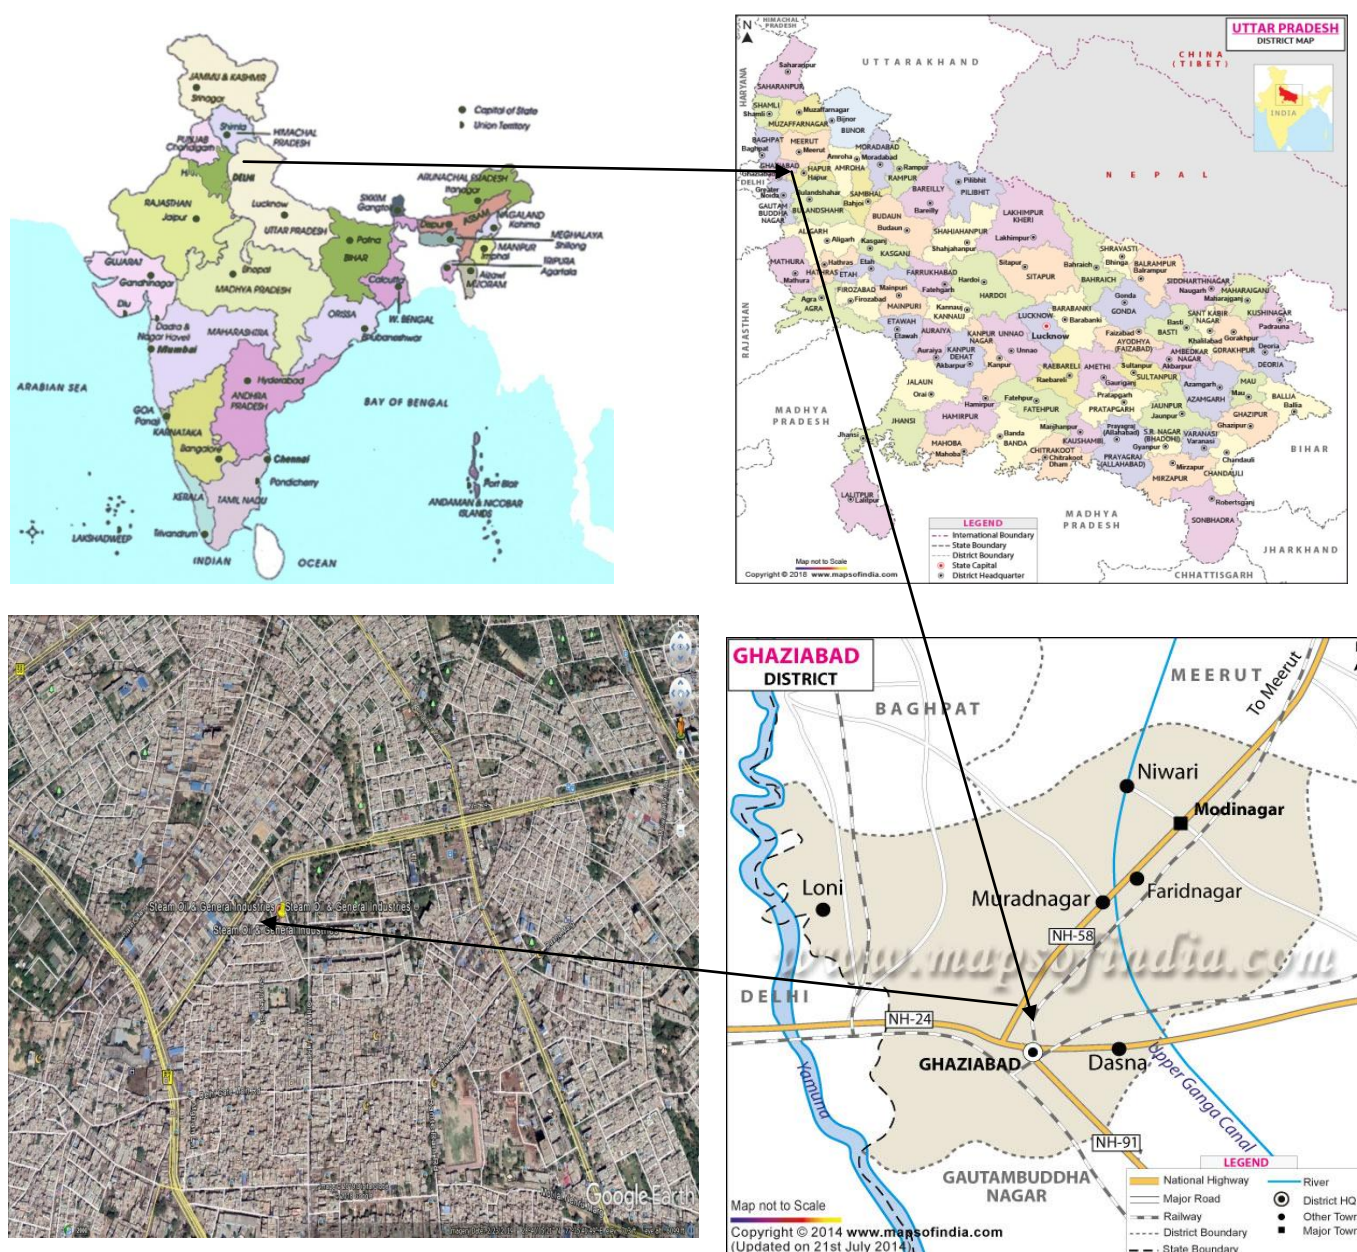 JAMMU & KASHMIR
Srinagar
Capital of State
Union Territory
Shimla
HIMACHAL
PRADESH
PUNJAB
Chandigarh
DELHI
ARUNACHAL PRADESH
Itanagar
SIKKIM
Gangtok
ASSAM
NAGALAND
Kohima
Dispur
MEGHALAYA
Shillong
MANIPUR
Imphal
TRIPURA
Agartala
Aizawl
MIZORAM
RAJASTHAN
Jaipur
Lucknow
UTTAR PRADESH
Patna
BIHAR
GUJARAT
Gandhinagar
Bhopal
MADHYA PRADESH
Calcutta
W. BENGAL
Diu
Dadra &
Nagar Haveli
MAHARASHTRA
Mumbai
ORISSA
Bhubaneshwar
ARABIAN SEA
Hyderabad
ANDHRA
PRADESH
BAY OF BENGAL
GOA
Panaji
KARNATAKA
Bangalore
Chennai
Pondicherry
KERALA
TAMIL NADU
Port Blair
ANDAMAN & NICOBAR
ISLANDS
LAKSHADWEEP
Trivandrum
INDIAN
OCEAN
N
HIMACHAL
PRADESH
UTTAR PRADESH
DISTRICT MAP
UTTARAKHAND
CHINA
(TIBET)
INDIA
HARYANA
Saharanpur
SAHARANPUR
SHAMLI
Shamli
Muzaffarnagar
MUZAFFARNAGAR
Bijnor
BIJNOR
BAGHPAT
Baghpat
MEERUT
Meerut
MORADABAD
Moradabad
Amroha
AMROHA
Rampur
RAMPUR
GHAZIABAD
DELHI
HAPUR
Hapur
Pilibhit
PILIBHIT
NEPAL
BAREILLY
Bareilly
Greater
Noida
GAUTAM
BUDDHA
NAGAR
Bulandshahar
BULANDSHAHR
SAMBHAL
Bahjoi
BUDAUN
Budaun
LAKHIMPUR
KHERI
Lakhimpur
SHAHJAHANPUR
Shahjahanpur
ALIGARH
Aligarh
Kasganj
KASGANJ
MATHURA
Mathura
Hathras
HATHRAS
Etah
ETAH
FARRUKHABAD
Fatehgarh
Hardoi
HARDOI
Sitapur
SITAPUR
Bahraich
BAHRAICH
SHRAVASTI
Bhinga
BALRAMPUR
Balrampur
SIDDHARTHNAGAR
Naugarh
MAHARAJGANJ
Maharajganj
KUSHINAGAR
Padrauna
Agra
AGRA
FIROZABAD
Firozabad
Mainpuri
MAINPURI
Kannauj
KANNAUJ
LUCKNOW
Lucknow
BARABANKI
Barabanki
Gonda
GONDA
Basti
BASTI
SANT KABIR
NAGAR
Khalilabad
Gorakhpur
GORAKHPUR
Deoria
DEORIA
RAJASTHAN
ETAWAH
Etawah
AURAIYA
Auraiya
KANPUR
DEHAT
Akbarpur
KANPUR
NAGAR
Kanpur
UNNAO
Unnao
Faizabad
AYODHYA
(FAIZABAD)
AMBEDKAR
NAGAR
Akbarpur
RAEBARELI
Raebareli
AMETHI
Gauriganj
Sultanpur
SULTANPUR
Azamgarh
AZAMGARH
MAU
Mau
BALLIA
Ballia
JALAUN
Orai
Hamirpur
HAMIRPUR
Fatehpur
FATEHPUR
Pratapgarh
PRATAPGARH
JAUNPUR
Jaunpur
GHAZIPUR
Ghazipur
MADHYA
PRADESH
JHANSI
Jhansi
MAHOBA
Mahoba
Banda
BANDA
Manjhanpur
KAUSHAMBI
CHITRAKOOT
Chitrakoot
Dham
Prayagraj
(Allahabad)
PRAYAGRAJ
(ALLAHABAD)
S.R. NAGAR
(BHADOHI)
Gyanpur
VARANASI
Varanasi
Chandauli
CHANDAULI
Mirzapur
MIRZAPUR
BIHAR
LALITPUR
Lalitpur
Robertsganj
SONBHADRA
MADHYA
PRADESH
JHARKHAND
CHHATTISGARH
LEGEND
International Boundary
State Boundary
District Boundary
State Capital
District Headquarter
Map not to Scale
Copyright © 2018 www.mapsofindia.com
Steam Oil & General Industries
Steam Oil & General Industries
Steam Oil & General Industries
Google Earth
GHAZIABAD
DISTRICT
BAGHPAT
MEERUT
To Meerut
Niwari
Modinagar
Loni
Muradnagar
Faridnagar
NH-58
www.mapsofindia.com
DELHI
NH-24
GHAZIABAD
Dasna
Yamuna
Upper Ganga Canal
NH-91
GAUTAMBUDDHA
NAGAR
LEGEND
National Highway
Major Road
Railway
District Boundary
State Boundary
River
District HQ
Other Town
Major Town
Map not to Scale
Copyright © 2014 www.mapsofindia.com
(Updated on 21st July 2014)